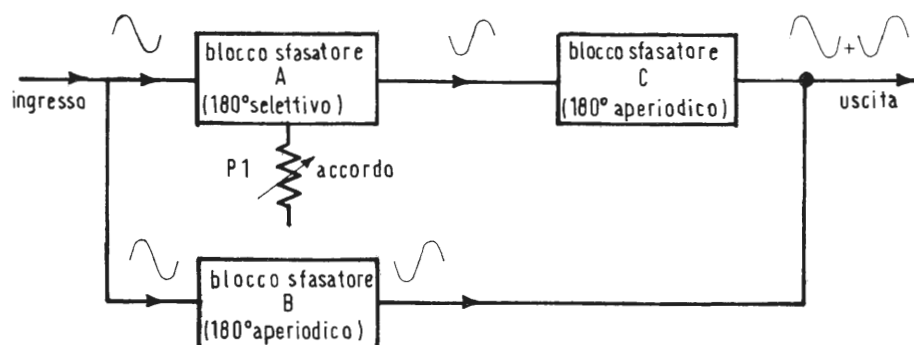 +
blocco sfasatore
A
(180° selettivo)
blocco sfasatore
C
(180° aperiodico)
ingresso
uscita
P1
accordo
blocco sfasatore
B
(180° aperiodico)